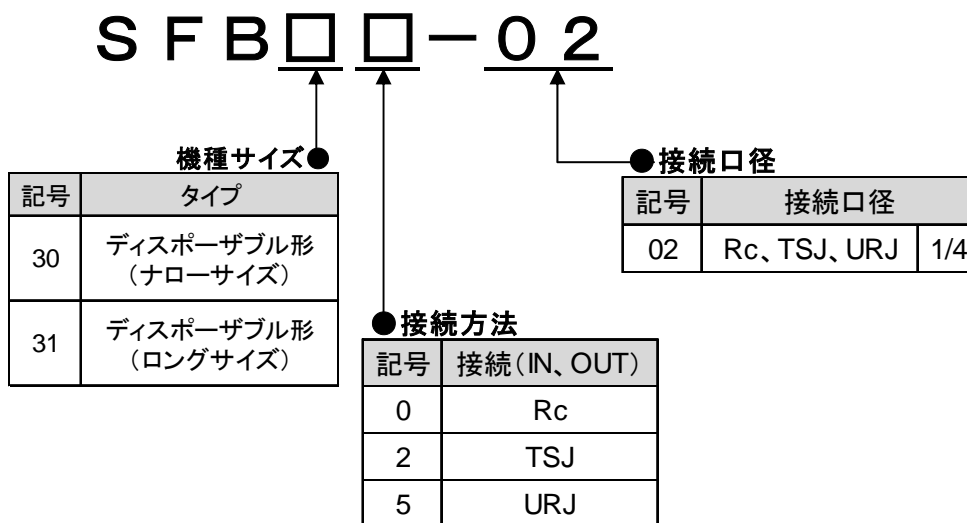 SFB□□-02
機種サイズ●
記号 タイプ
30 ディスポーザブル形
(ナローサイズ)
31 ディスポーザブル形
(ロングサイズ)
●接続方法
記号 接続(IN、OUT)
0 Rc
2 TSJ
5 URJ
●接続口径
記号 接続口径
02 Rc、TSJ、URJ 1/4